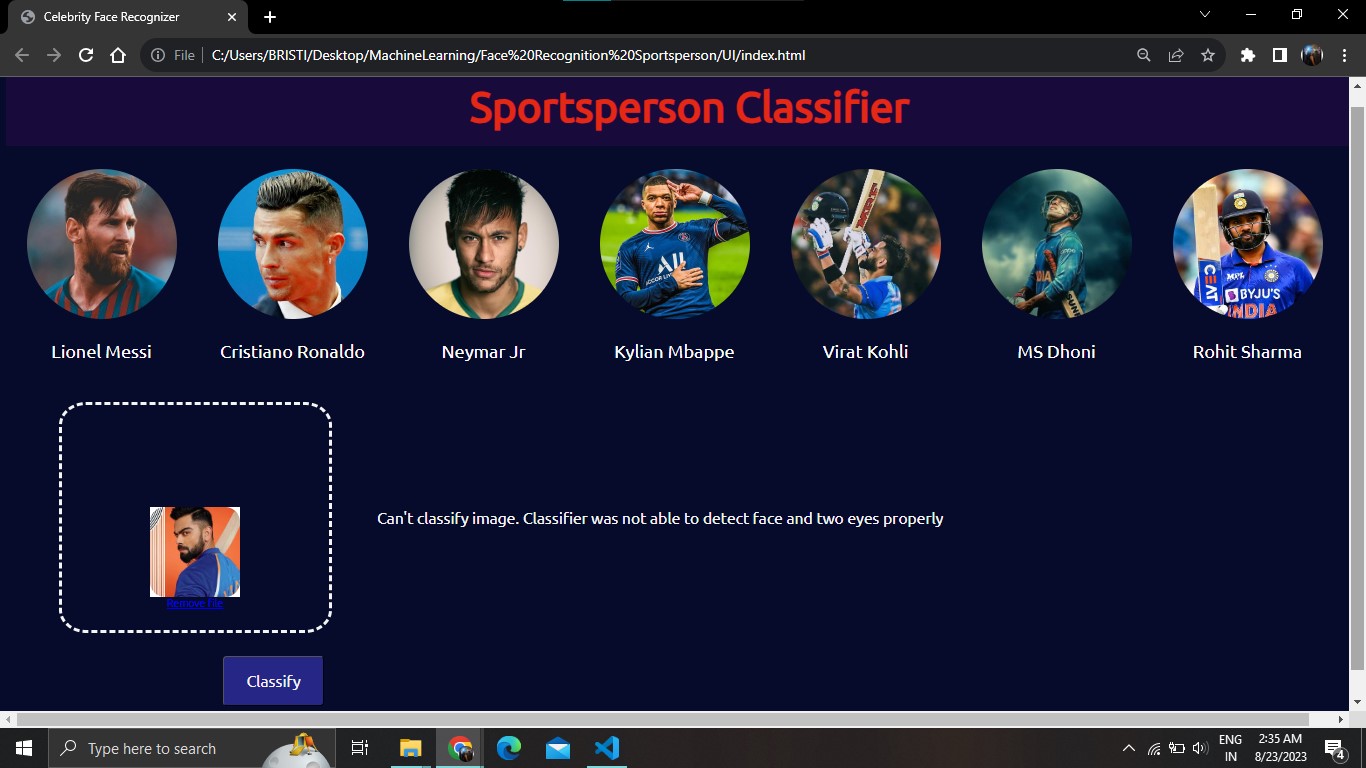 Celebrity Face Recognizer
File
C:/Users/BRISTI/Desktop/MachineLearning/Face%20Recognition%20Sportsperson/UI/index.html
Sportsperson Classifier
CEAT
BYJU'S
INDIA
Lionel Messi
Cristiano Ronaldo
Neymar Jr
Kylian Mbappe
Virat Kohli
MS Dhoni
Rohit Sharma
Can't classify image. Classifier was not able to detect face and two eyes properly
Remove file
Classify
Type here to search
ENG
IN
2:35 AM
8/23/2023
4